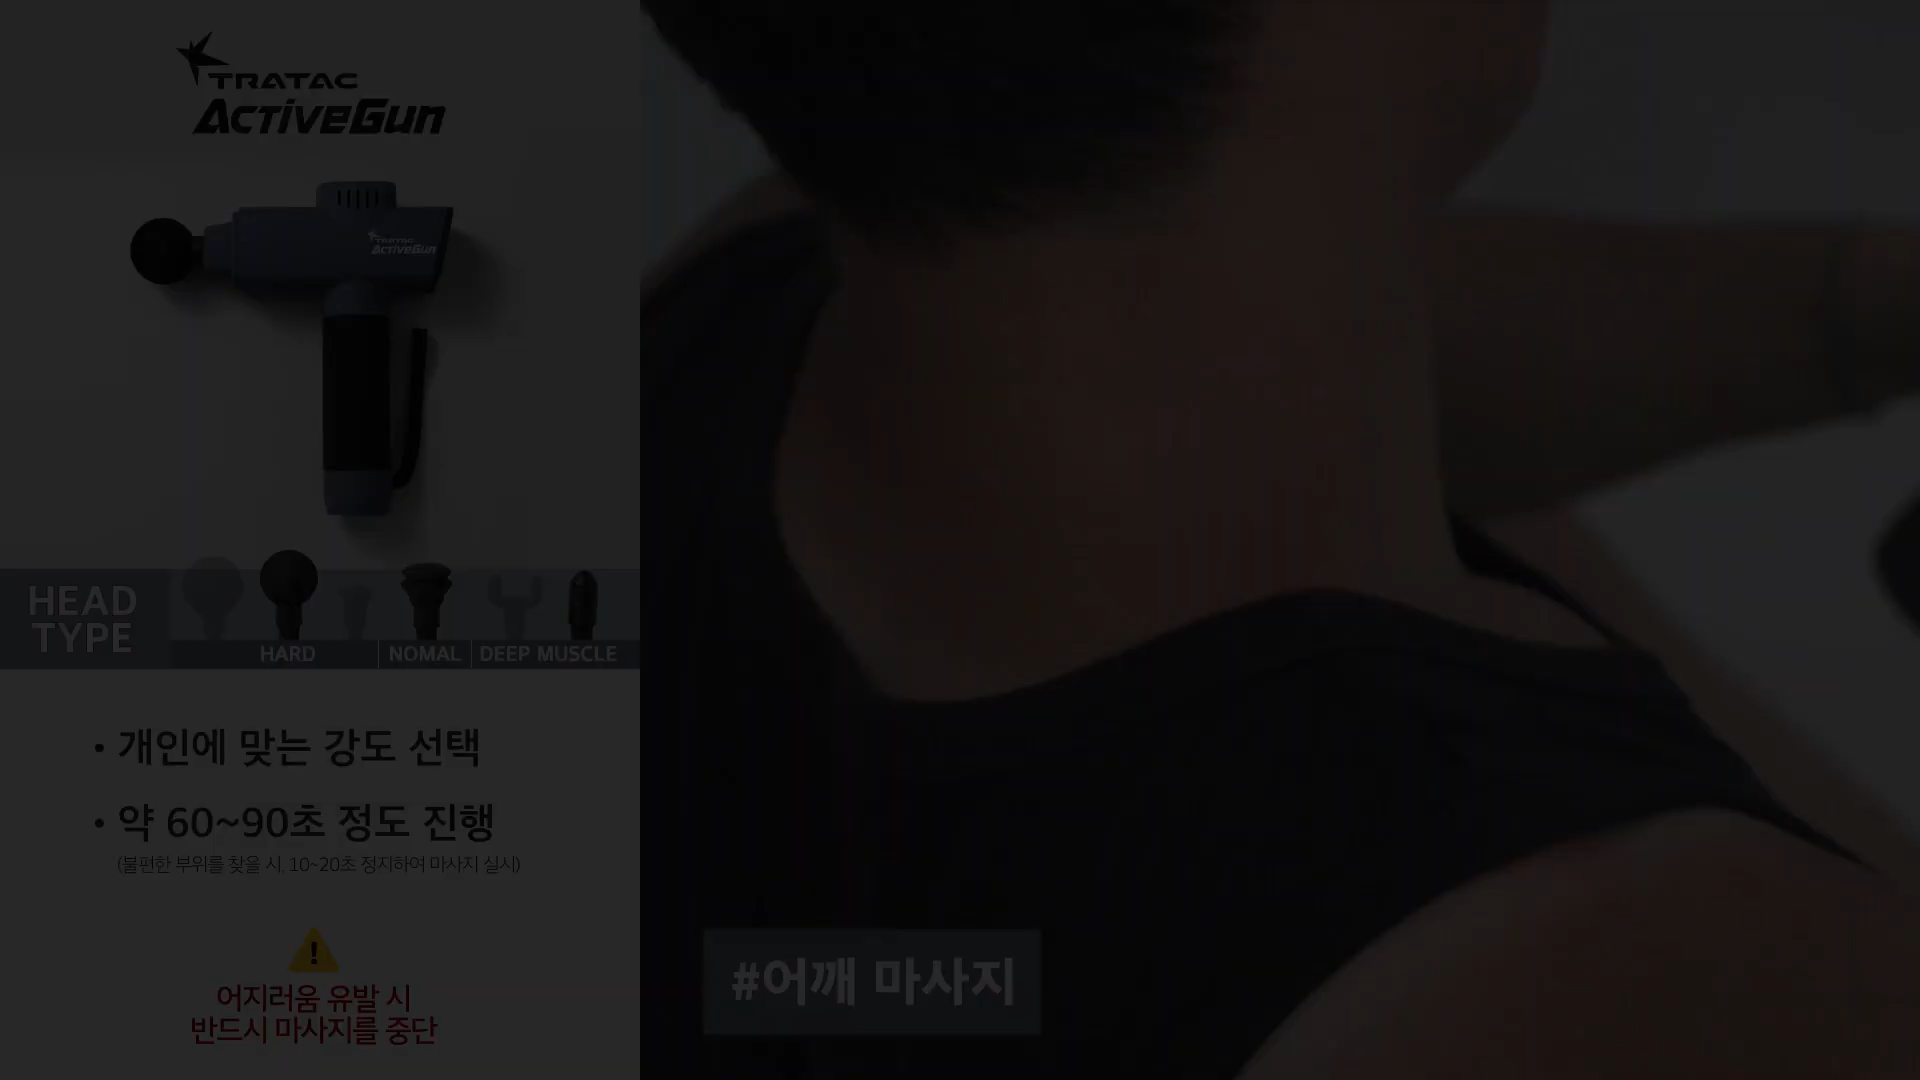 TRATAC
ActiveGun
TRATAC
ActiveGun
HEAD
TYPE
HARD
NOMAL
DEEP MUSCLE
• 개인에 맞는 강도 선택
• 약 60~90초 정도 진행
(불편한 부위를 찾을 시, 10~20초 정지하여 마사지 실시)
!
어지러움 유발 시
반드시 마사지를 중단
#어깨 마사지